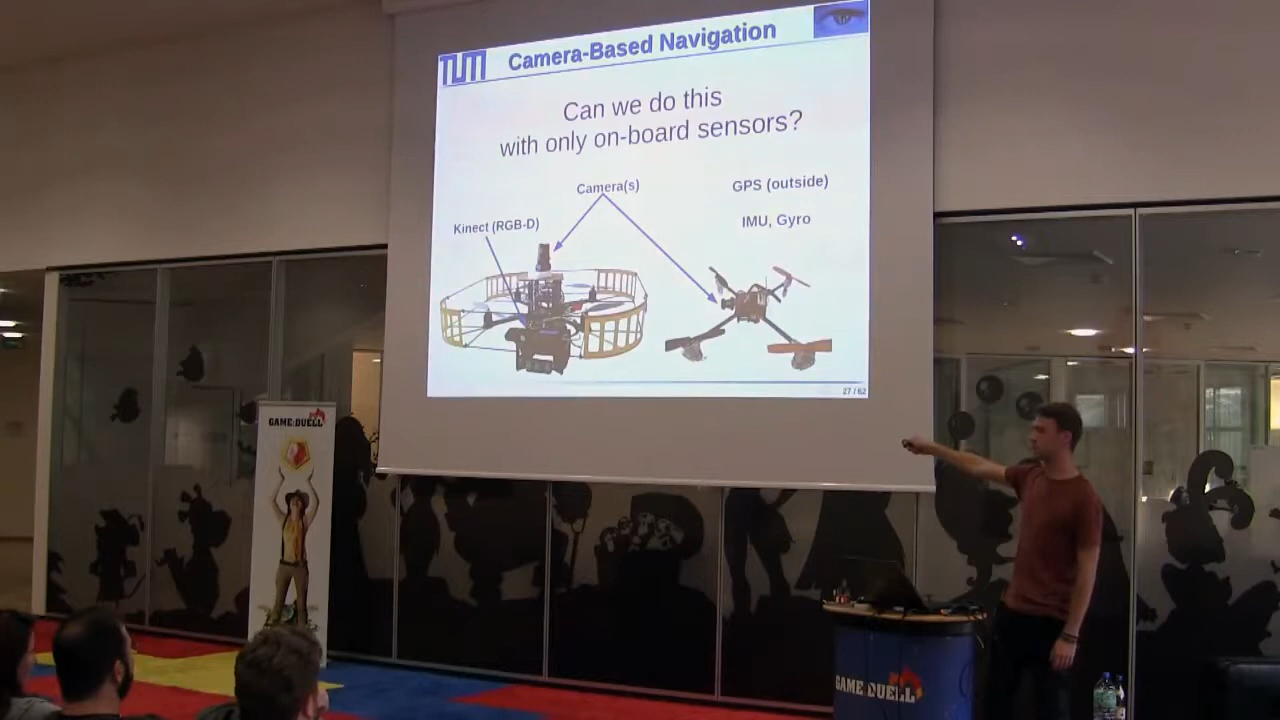 TUM
Camera-Based Navigation
Can we do this
with only on-board sensors?
Camera(s)
GPS (outside)
Kinect (RGB-D)
IMU, Gyro
27 / 62
GAME DUELL
GAME DUELL